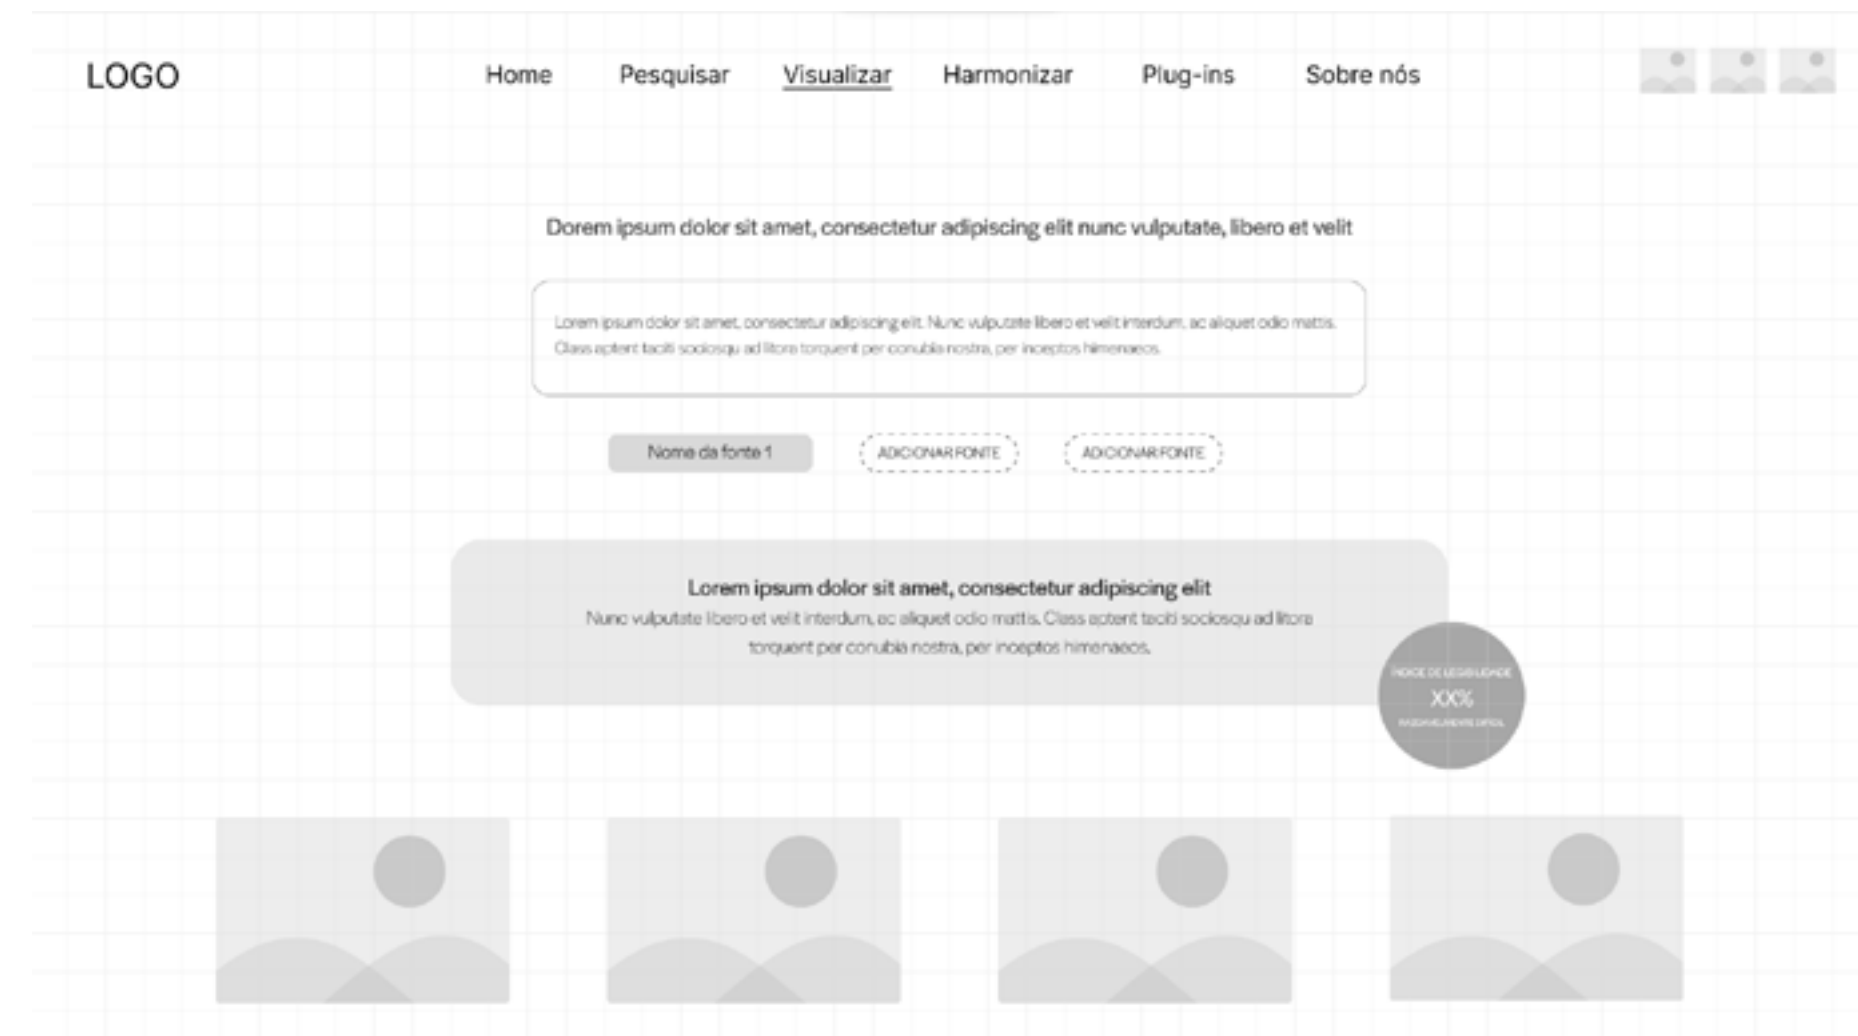 LOGO
Home
Pesquisar
Visualizar
Harmonizar
Plug-ins
Sobre nós
Dorem ipsum dolor sit amet, consectetur adipiscing elit nunc vulputate, libero et velit
Lorem ipsum dolor sit amet, consectetur adipiscing elit. Nunc vulputate libero et velit interdum, ac aliquet odio mattis.
Class aptent taciti sociosqu ad litora torquent per conubia nostra, per inceptos himenaeos.
Nome da fonte 1
ADICIONAR FONTE
ADICIONAR FONTE
Lorem ipsum dolor sit amet, consectetur adipiscing elit
Nunc vulputate libero et velit interdum, ac aliquet odio mattis. Class aptent taciti sociosqu ad litora
torquent per conubia nostra, per inceptos himenaeos.
ÍNDICE DE LEGIBILIDADE
XX%